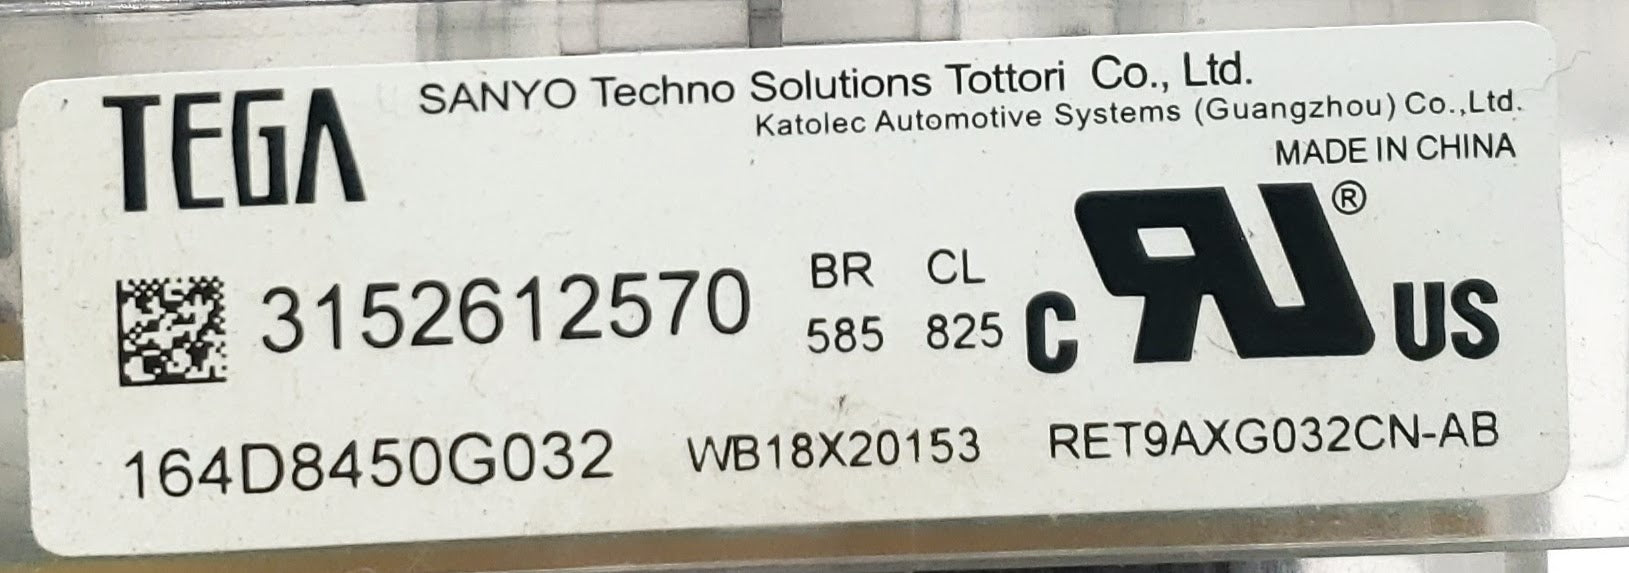 TEGA
SANYO Techno Solutions Tottori Co., Ltd.
Katolec Automotive Systems (Guangzhou) Co.,Ltd.
MADE IN CHINA
3152612570
BR CL
585 825
C RU® US
164D8450G032 WB18X20153 RET9AXG032CN-AB